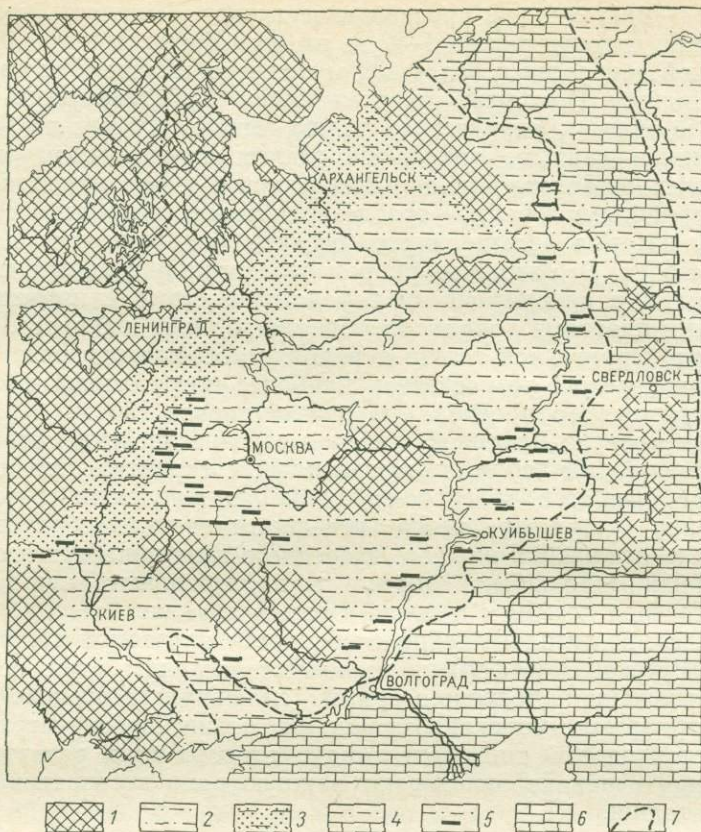 АРХАНГЕЛЬСК
ЛЕНИНГРАД
СВЕРДЛОВСК
МОСКВА
КУЙБЫШЕВ
КИЕВ
ВОЛГОГРАД
1 2 3 4 5 6 7